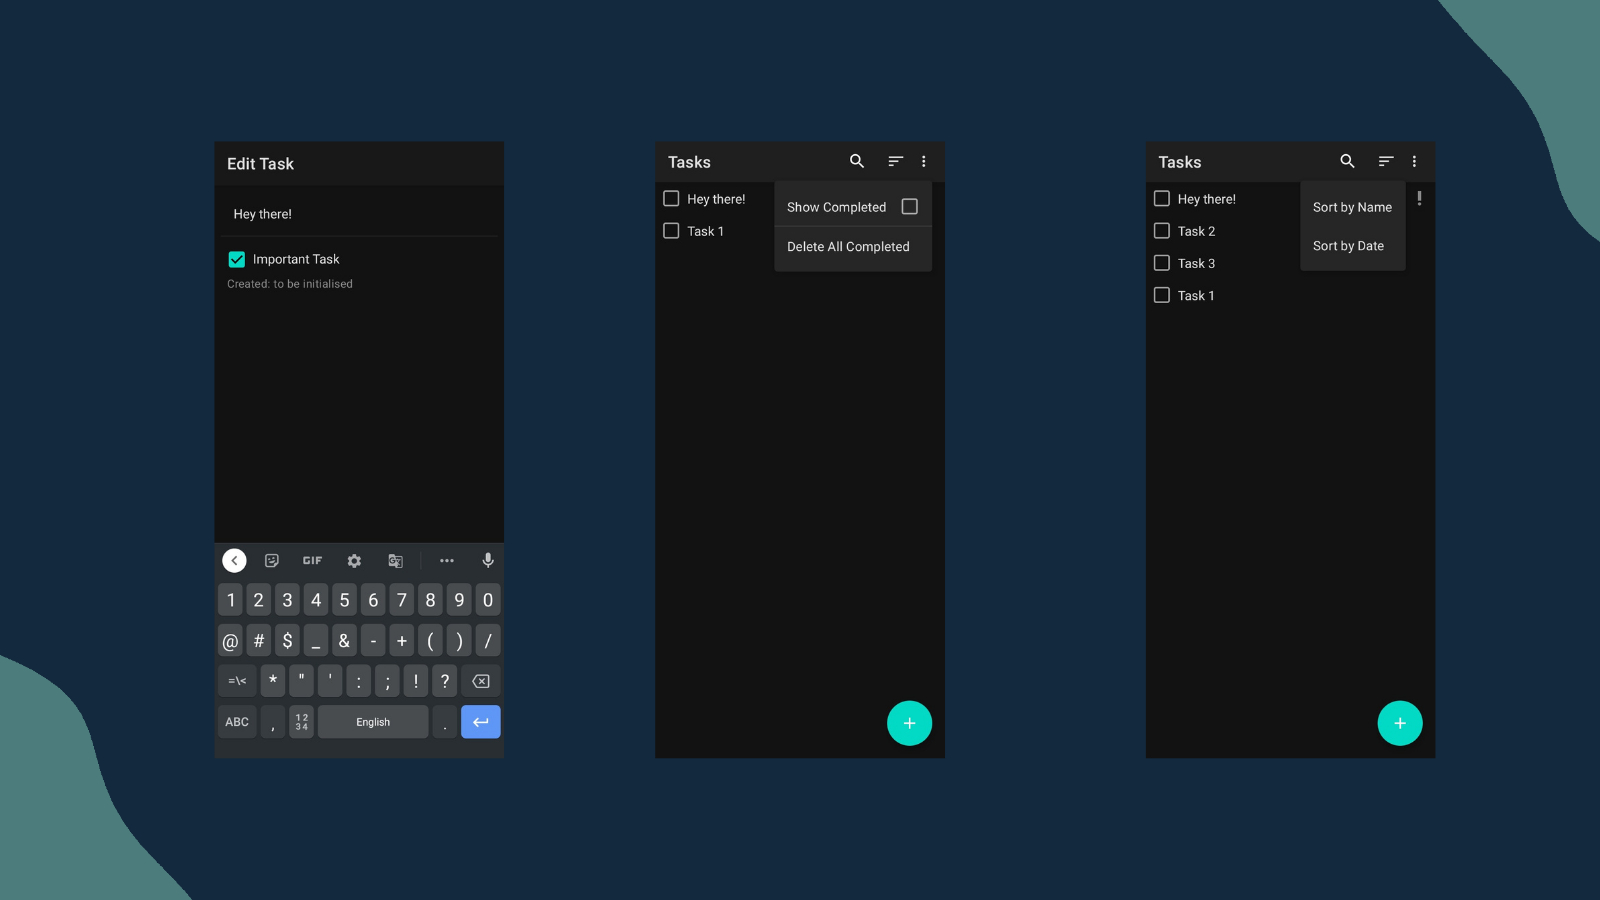 Edit Task
Hey there!
Important Task
Created: to be initialised
GIF
1 2 3 4 5 6 7 8 9 0
@ # $ _ & - + ( ) /
=\< * " ' : ; ! ?
ABC , 12 34 English .
Tasks
Hey there!
Task 1
Show Completed
Delete All Completed
+
Tasks
Hey there!
Task 2
Task 3
Task 1
Sort by Name
Sort by Date
!
+